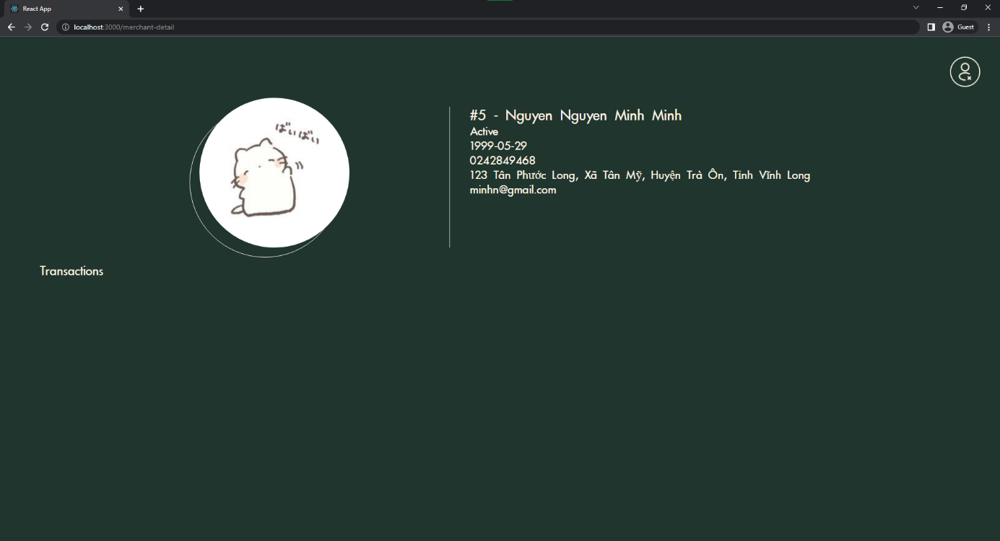 React App
localhost:3000/merchant-detail
Guest
ばいばい
#5 - Nguyen Nguyen Minh Minh
Active
1999-05-29
0242849468
123 Tân Phước Long, Xã Tân Mỹ, Huyện Trà Ôn, Tỉnh Vĩnh Long
minhn@gmail.com
Transactions